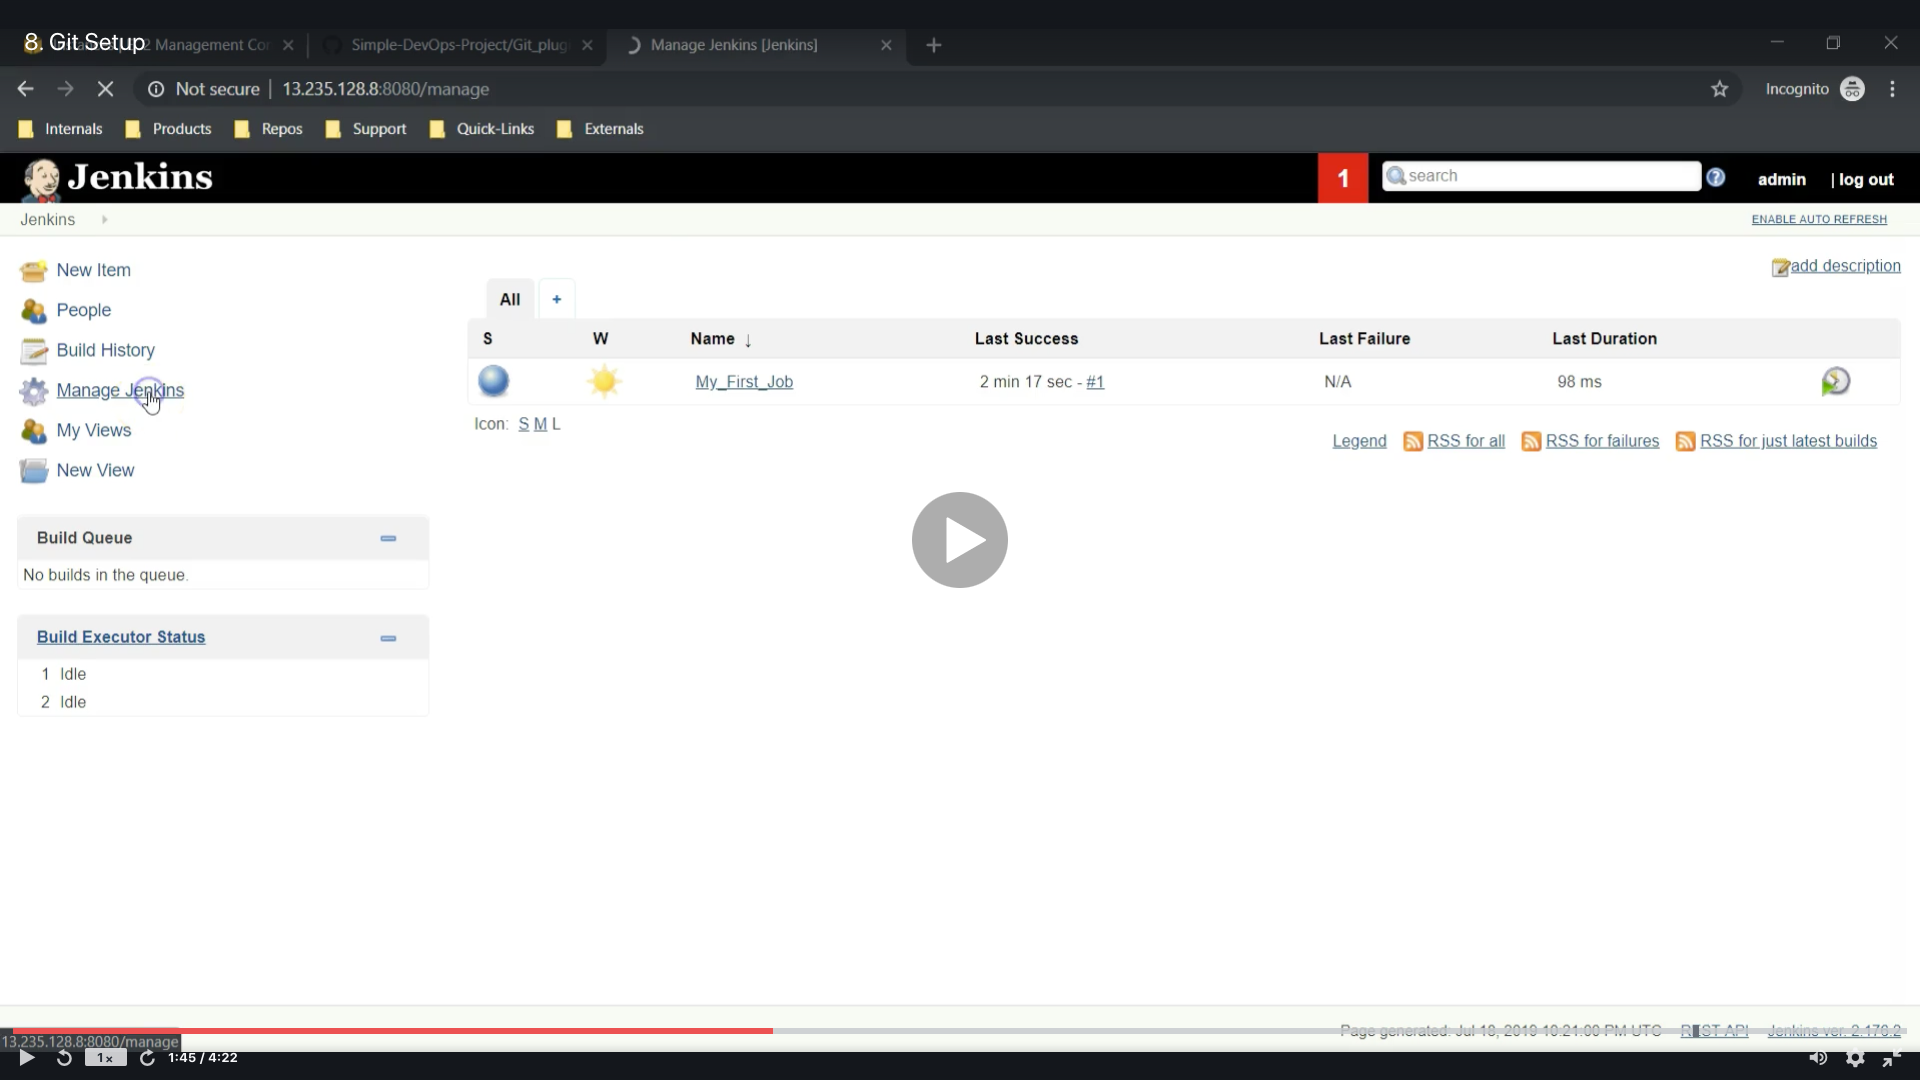 8. Git Setup
2 Management Con
Simple-DevOps-Project/Git_plug
Manage Jenkins [Jenkins]
Not secure | 13.235.128.8:8080/manage
Incognito
Internals
Products
Repos
Support
Quick-Links
Externals
Jenkins
1
search
admin
| log out
Jenkins
ENABLE AUTO REFRESH
New Item
People
Build History
Manage Jenkins
My Views
New View
add description
All
+
S W Name ↓ Last Success Last Failure Last Duration
My_First_Job 2 min 17 sec - #1 N/A 98 ms
Icon: S M L
Legend RSS for all RSS for failures RSS for just latest builds
Build Queue
No builds in the queue.
Build Executor Status
1 Idle
2 Idle
Page generated: Jul 18, 2019 10:21:00 PM UTC REST API Jenkins ver. 2.176.2
13.235.128.8:8080/manage
1x
1:45 / 4:22